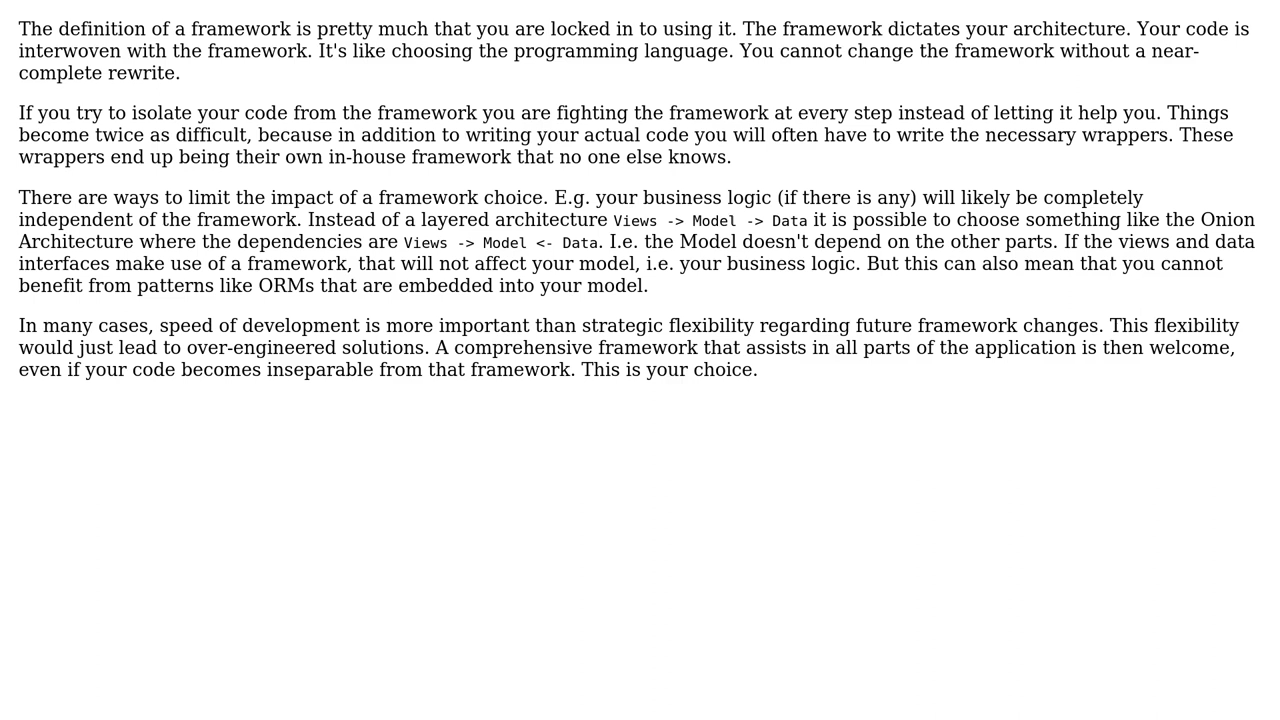 The definition of a framework is pretty much that you are locked in to using it. The framework dictates your architecture. Your code is
interwoven with the framework. It's like choosing the programming language. You cannot change the framework without a near-
complete rewrite.
If you try to isolate your code from the framework you are fighting the framework at every step instead of letting it help you. Things
become twice as difficult, because in addition to writing your actual code you will often have to write the necessary wrappers. These
wrappers end up being their own in-house framework that no one else knows.
There are ways to limit the impact of a framework choice. E.g. your business logic (if there is any) will likely be completely
independent of the framework. Instead of a layered architecture Views -> Model -> Data it is possible to choose something like the Onion
Architecture where the dependencies are Views -> Model <- Data. I.e. the Model doesn't depend on the other parts. If the views and data
interfaces make use of a framework, that will not affect your model, i.e. your business logic. But this can also mean that you cannot
benefit from patterns like ORMs that are embedded into your model.
In many cases, speed of development is more important than strategic flexibility regarding future framework changes. This flexibility
would just lead to over-engineered solutions. A comprehensive framework that assists in all parts of the application is then welcome,
even if your code becomes inseparable from that framework. This is your choice.